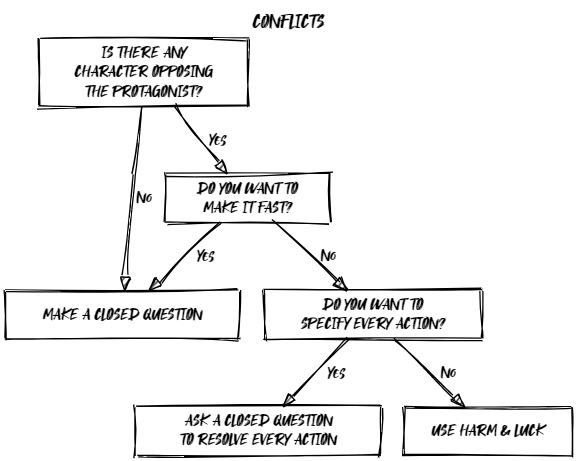 CONFLICTS
IS THERE ANY
CHARACTER OPPOSING
THE PROTAGONIST?
YES
NO
DO YOU WANT TO
MAKE IT FAST?
YES
NO
MAKE A CLOSED QUESTION
DO YOU WANT TO
SPECIFY EVERY ACTION?
YES
NO
ASK A CLOSED QUESTION
TO RESOLVE EVERY ACTION
USE HARM & LUCK